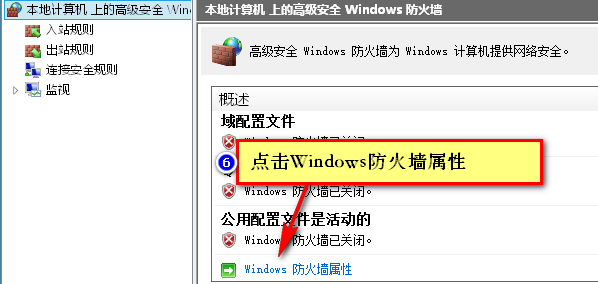 本地计算机 上的高级安全 Win
入站规则
出站规则
连接安全规则
监视
本地计算机 上的高级安全 Windows 防火墙
高级安全 Windows 防火墙为 Windows 计算机提供网络安全。
概述
域配置文件
6 点击Windows防火墙属性
Windows 防火墙已关闭。
公用配置文件是活动的
Windows 防火墙已关闭。
Windows 防火墙属性